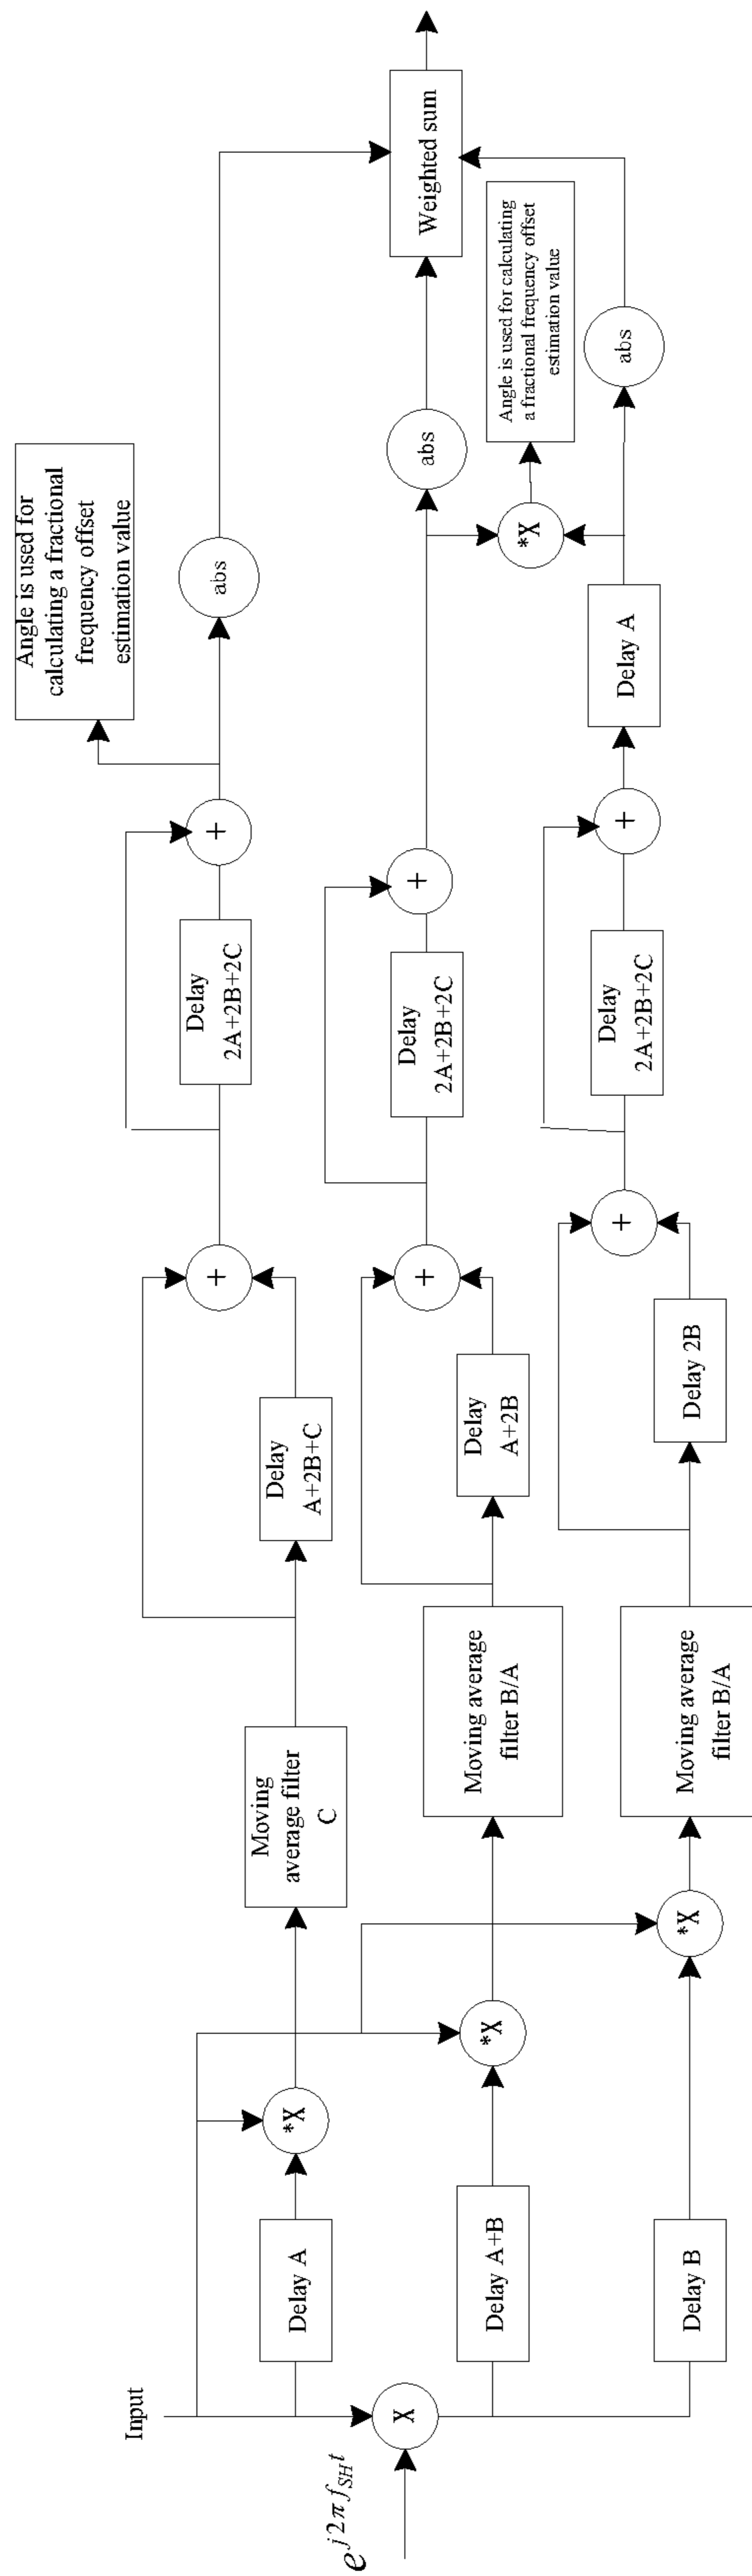 Input
e^{j2πf_{SH}t}
X
Delay A
*X
Moving
average filter
C
Delay
A+2B+C
+
Delay
2A+2B+2C
+
Angle is used for
calculating a fractional
frequency offset
estimation value
abs
Delay A+B
*X
Moving average
filter B/A
Delay
A+2B
+
Delay
2A+2B+2C
+
abs
Weighted sum
Delay B
*X
Moving average
filter B/A
Delay 2B
+
Delay
2A+2B+2C
+
Delay A
*X
Angle is used for calculating
a fractional frequency offset
estimation value
abs